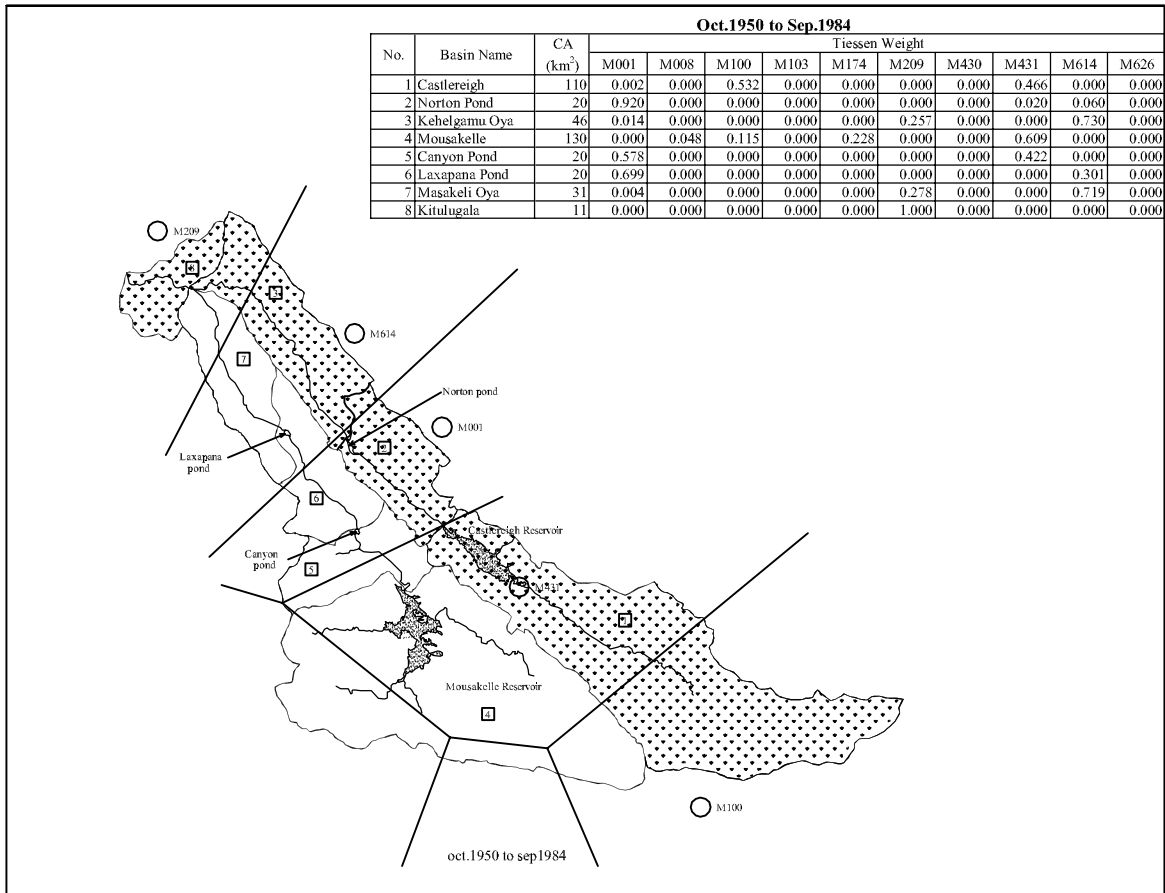 Oct.1950 to Sep.1984
No. Basin Name CA (km2) Tiessen Weight
M001 M008 M100 M103 M174 M209 M430 M431 M614 M626
1 Castlereigh 110 0.002 0.000 0.532 0.000 0.000 0.000 0.000 0.466 0.000 0.000
2 Norton Pond 20 0.920 0.000 0.000 0.000 0.000 0.000 0.000 0.020 0.060 0.000
3 Kehelgamu Oya 46 0.014 0.000 0.000 0.000 0.000 0.257 0.000 0.000 0.730 0.000
4 Mousakelle 130 0.000 0.048 0.115 0.000 0.228 0.000 0.000 0.609 0.000 0.000
5 Canyon Pond 20 0.578 0.000 0.000 0.000 0.000 0.000 0.000 0.422 0.000 0.000
6 Laxapana Pond 20 0.699 0.000 0.000 0.000 0.000 0.000 0.000 0.000 0.301 0.000
7 Masakeli Oya 31 0.004 0.000 0.000 0.000 0.000 0.278 0.000 0.000 0.719 0.000
8 Kitulugala 11 0.000 0.000 0.000 0.000 0.000 1.000 0.000 0.000 0.000 0.000
M209
8
3
M614
7
Norton pond
M001
2
Laxapana
pond
6
Castlereigh Reservoir
Canyon
pond
5
M431
1
Mousakelle Reservoir
4
M100
oct.1950 to sep1984